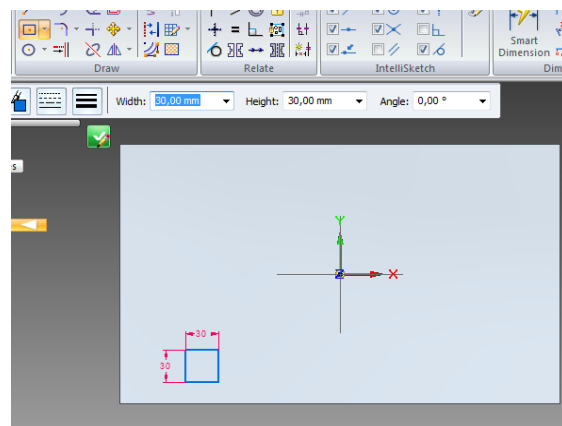 Smart
Dimension
Draw Relate IntelliSketch Dim
Width: 30,00 mm Height: 30,00 mm Angle: 0,00 °
es
Y
X
Z
30
30